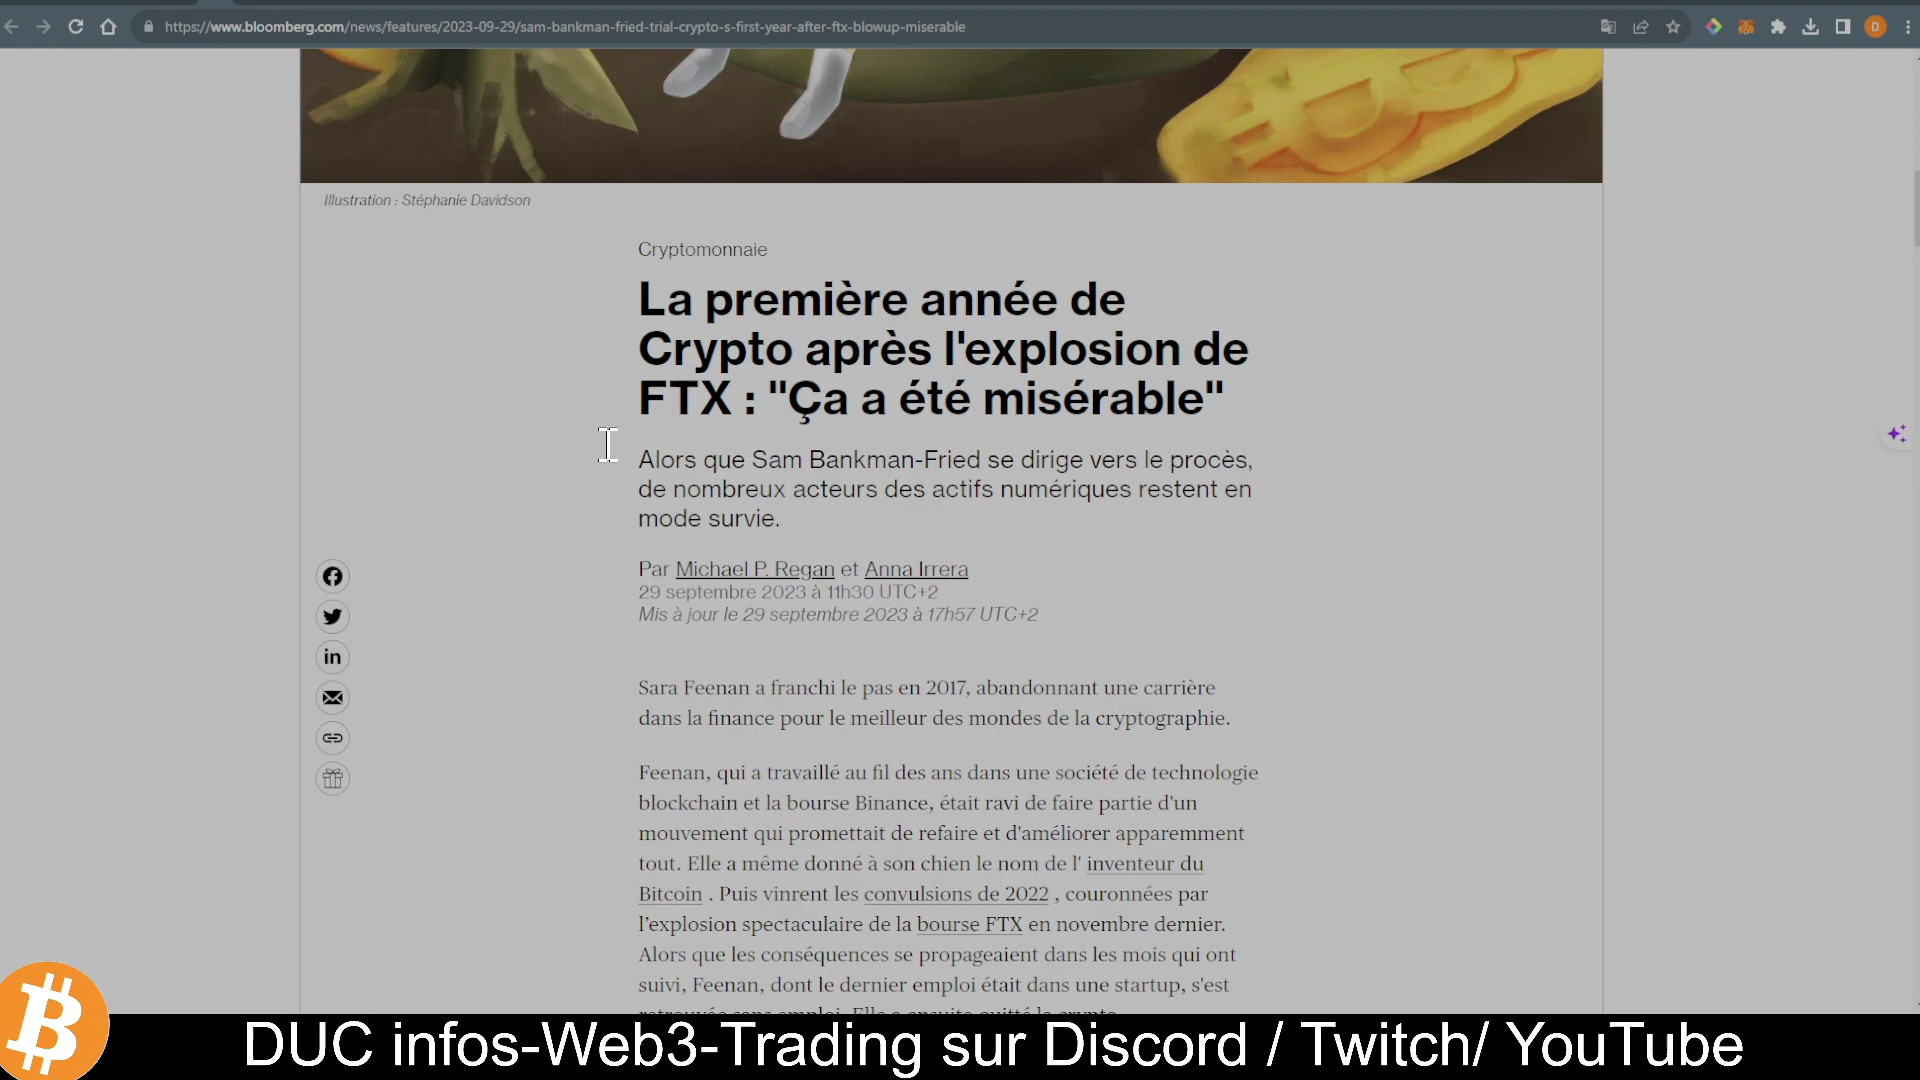 https://www.bloomberg.com/news/features/2023-09-29/sam-bankman-fried-trial-crypto-s-first-year-after-ftx-blowup-miserable
D
Illustration : Stéphanie Davidson
Cryptomonnaie
La première année de
Crypto après l'explosion de
FTX : "Ça a été misérable"
Alors que Sam Bankman-Fried se dirige vers le procès,
de nombreux acteurs des actifs numériques restent en
mode survie.
Par Michael P. Regan et Anna Irrera
29 septembre 2023 à 11h30 UTC+2
Mis à jour le 29 septembre 2023 à 17h57 UTC+2
Sara Feenan a franchi le pas en 2017, abandonnant une carrière
dans la finance pour le meilleur des mondes de la cryptographie.
Feenan, qui a travaillé au fil des ans dans une société de technologie
blockchain et la bourse Binance, était ravi de faire partie d'un
mouvement qui promettait de refaire et d'améliorer apparemment
tout. Elle a même donné à son chien le nom de l' inventeur du
Bitcoin . Puis vinrent les convulsions de 2022 , couronnées par
l'explosion spectaculaire de la bourse FTX en novembre dernier.
Alors que les conséquences se propageaient dans les mois qui ont
suivi, Feenan, dont le dernier emploi était dans une startup, s'est
retrouvée sans emploi. Elle a ensuite quitté la crypto
DUC infos-Web3-Trading sur Discord / Twitch/ YouTube